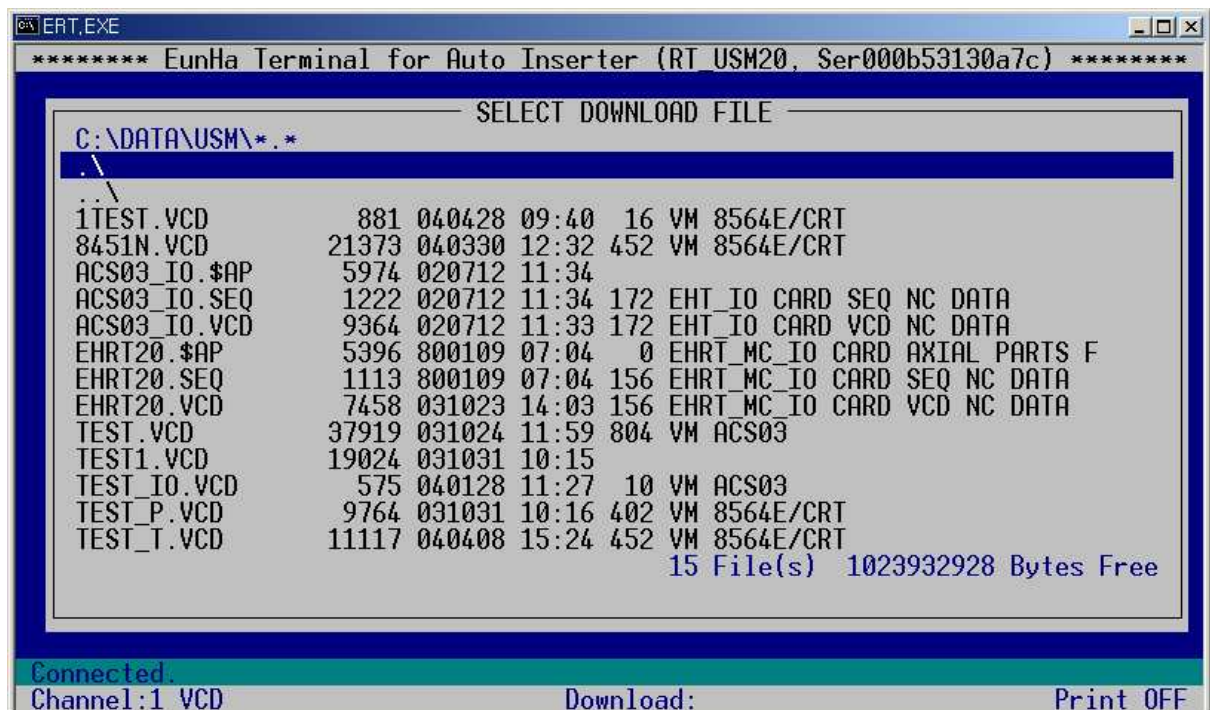 ERT,EXE
******** EunHa Terminal for Auto Inserter (RT_USM20, Ser000b53130a7c) ********
SELECT DOWNLOAD FILE
C:\DATA\USM\*.*
.\
..\
1TEST.VCD 881 040428 09:40 16 VM 8564E/CRT
8451N.VCD 21373 040330 12:32 452 VM 8564E/CRT
ACS03_IO.$AP 5974 020712 11:34
ACS03_IO.SEQ 1222 020712 11:34 172 EHT_IO CARD SEQ NC DATA
ACS03_IO.VCD 9364 020712 11:33 172 EHT_IO CARD VCD NC DATA
EHRT20.$AP 5396 800109 07:04 0 EHRT_MC_IO CARD AXIAL PARTS F
EHRT20.SEQ 1113 800109 07:04 156 EHRT_MC_IO CARD SEQ NC DATA
EHRT20.VCD 7458 031023 14:03 156 EHRT_MC_IO CARD VCD NC DATA
TEST.VCD 37919 031024 11:59 804 VM ACS03
TEST1.VCD 19024 031031 10:15
TEST_IO.VCD 575 040128 11:27 10 VM ACS03
TEST_P.VCD 9764 031031 10:16 402 VM 8564E/CRT
TEST_T.VCD 11117 040408 15:24 452 VM 8564E/CRT
15 File(s) 1023932928 Bytes Free
Connected.
Channel:1 VCD Download: Print OFF